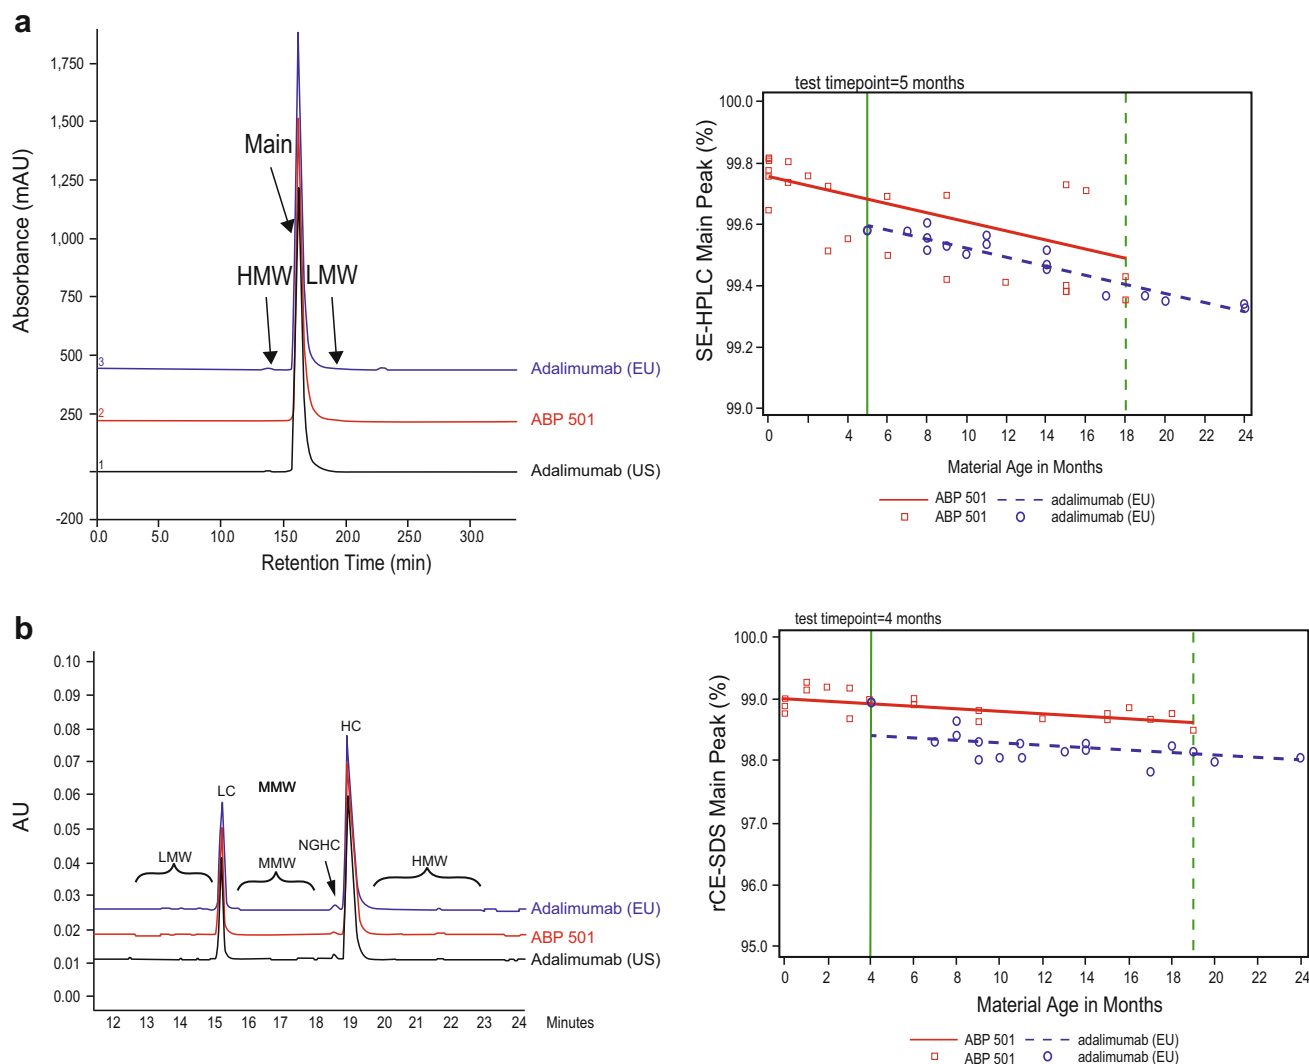 a
1,750
1,500
1,250
1,000
750
500
250
-200
Absorbance (mAU)
Main
HMW LMW
3
2
1
Adalimumab (EU)
ABP 501
Adalimumab (US)
0.0 5.0 10.0 15.0 20.0 25.0 30.0
Retention Time (min)
test timepoint=5 months
100.0
99.8
99.6
99.4
99.2
99.0
SE-HPLC Main Peak (%)
0 4 6 8 10 12 14 16 18 20 22 24
Material Age in Months
ABP 501 adalimumab (EU)
ABP 501 adalimumab (EU)
b
0.10
0.09
0.08
0.07
0.06
0.05
0.04
0.03
0.02
0.01
0.00
AU
HC
LC
MMW
NGHC
LMW
MMW
HMW
Adalimumab (EU)
ABP 501
Adalimumab (US)
12 13 14 15 16 17 18 19 20 21 22 23 24 Minutes
test timepoint=4 months
100.0
99.0
98.0
97.0
96.0
95.0
rCE-SDS Main Peak (%)
0 2 4 6 8 10 12 14 16 18 20 22 24
Material Age in Months
ABP 501 adalimumab (EU)
ABP 501 adalimumab (EU)